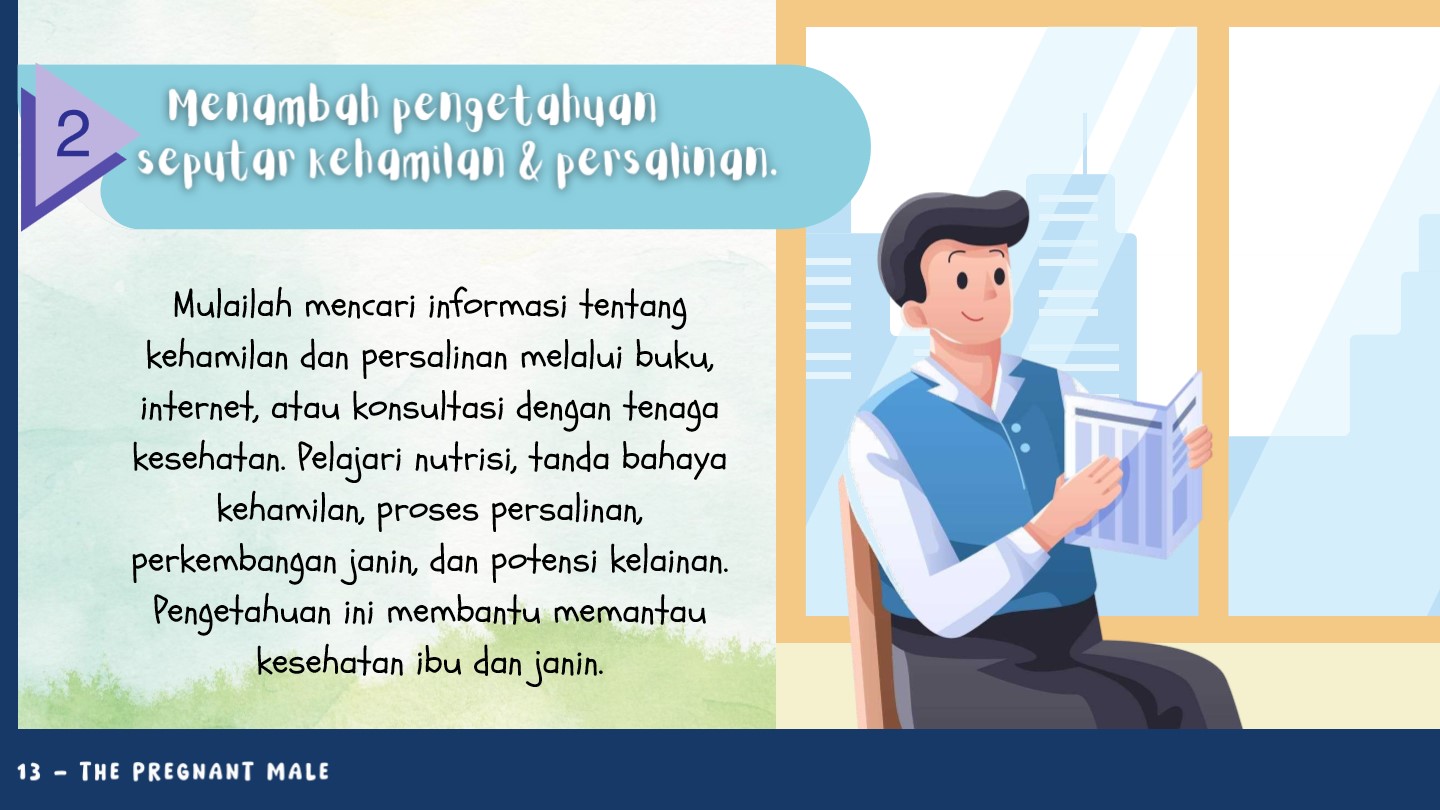 2
Menambah pengetahuan
seputar kehamilan & persalinan.
Mulailah mencari informasi tentang
kehamilan dan persalinan melalui buku,
internet, atau konsultasi dengan tenaga
kesehatan. Pelajari nutrisi, tanda bahaya
kehamilan, proses persalinan,
perkembangan janin, dan potensi kelainan.
Pengetahuan ini membantu memantau
kesehatan ibu dan janin.
13 - THE PREGNANT MALE